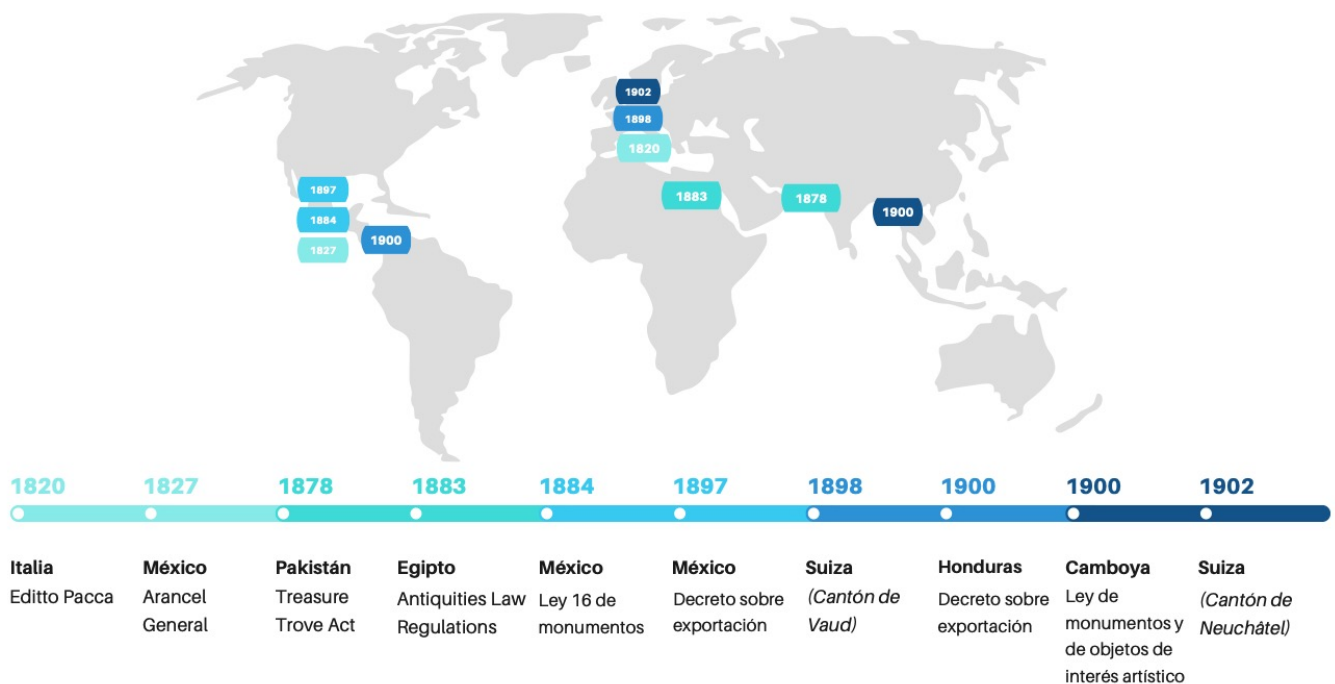 1902
1898
1820
1897
1883
1878
1884
1900
1900
1827
1820
1827
1878
1883
1884
1897
1898
1900
1900
1902
Italia
Editto Pacca
México
Arancel
General
Pakistán
Treasure
Trove Act
Egipto
Antiquities Law
Regulations
México
Ley 16 de
monumentos
México
Decreto sobre
exportación
Suiza
(Cantón de
Vaud)
Honduras
Decreto sobre
exportación
Camboya
Ley de
monumentos y
de objetos de
interés artístico
Suiza
(Cantón de
Neuchâtel)